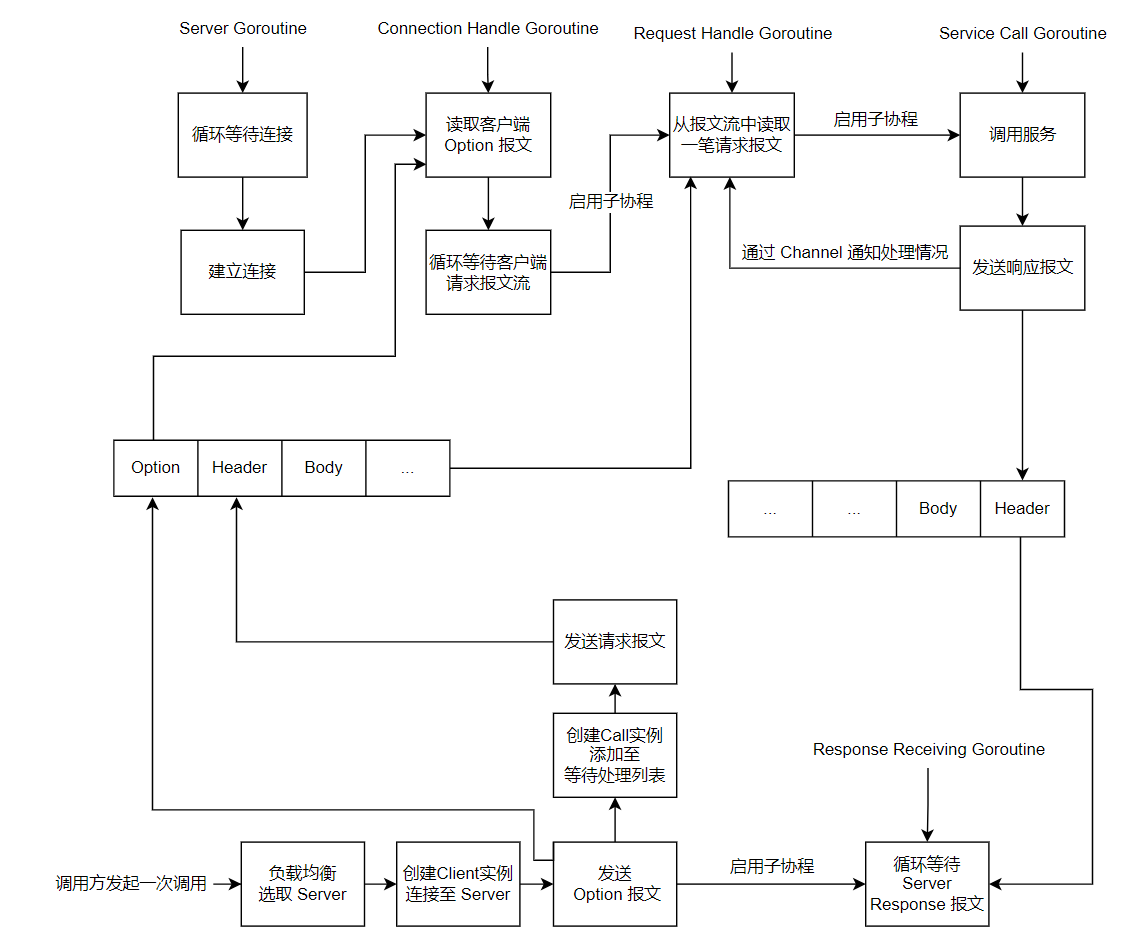 Server Goroutine
Connection Handle Goroutine
Request Handle Goroutine
Service Call Goroutine
循环等待连接
读取客户端
Option 报文
从报文流中读取
一笔请求报文
启用子协程
调用服务
启用子协程
建立连接
循环等待客户端
请求报文流
通过 Channel 通知处理情况
发送响应报文
Option
Header
Body
...
...
...
Body
Header
发送请求报文
创建Call实例
添加至
等待处理列表
Response Receiving Goroutine
调用方发起一次调用
负载均衡
选取 Server
创建Client实例
连接至 Server
发送
Option 报文
启用子协程
循环等待
Server
Response 报文